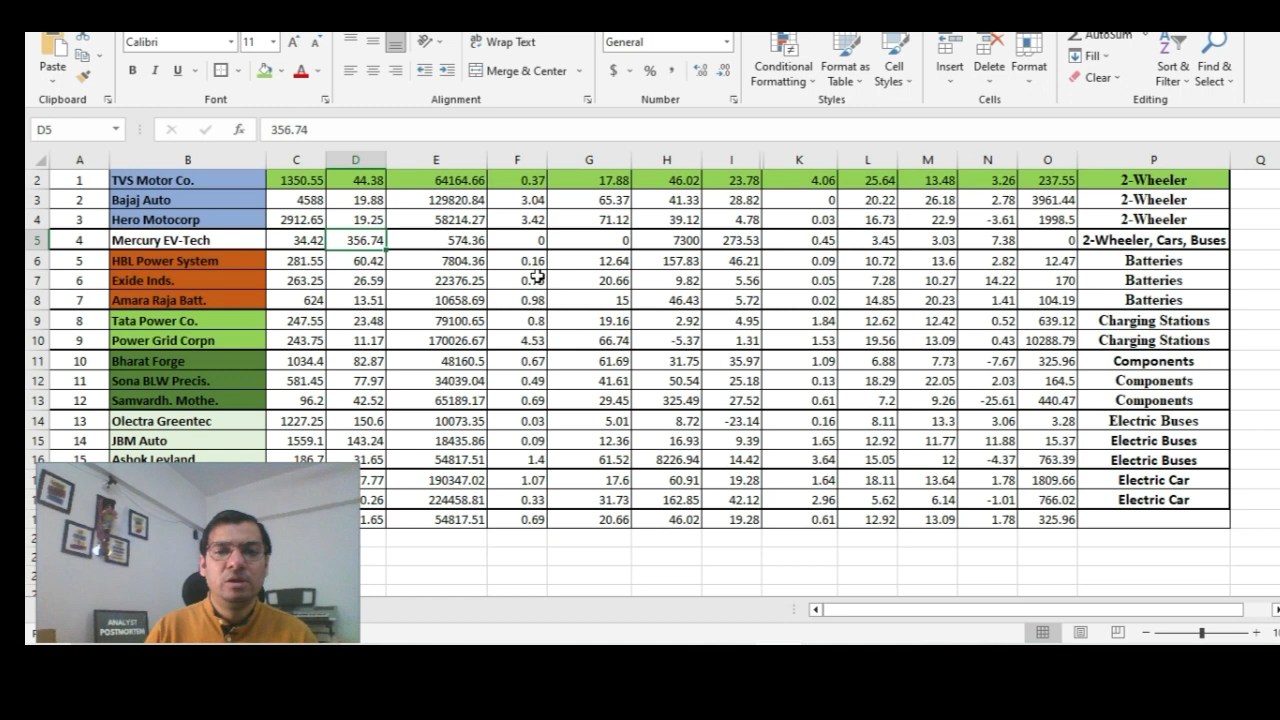 Calibri 11 A A Wrap Text General AutoSum
Paste B I U Merge & Center $ % Conditional Formatting Format as Table Cell Styles Insert Delete Format Fill Clear Sort & Filter Find & Select
Clipboard Font Alignment Number Styles Cells Editing
D5 fx 356.74
A B C D E F G H I K L M N O P Q
2 1 TVS Motor Co. 1350.55 44.38 64164.66 0.37 17.88 46.02 23.78 4.06 25.64 13.48 3.26 237.55 2-Wheeler
3 2 Bajaj Auto 4588 19.88 129820.84 3.04 65.37 41.33 28.82 0 20.22 26.18 2.78 3961.44 2-Wheeler
4 3 Hero Motocorp 2912.65 19.25 58214.27 3.42 71.12 39.12 4.78 0.03 16.73 22.9 -3.61 1998.5 2-Wheeler
5 4 Mercury EV-Tech 34.42 356.74 574.36 0 0 7300 273.53 0.45 3.45 3.03 7.38 0 2-Wheeler, Cars, Buses
6 5 HBL Power System 281.55 60.42 7804.36 0.16 12.64 157.83 46.21 0.09 10.72 13.6 2.82 12.47 Batteries
7 6 Exide Inds. 263.25 26.59 22376.25 20.66 9.82 5.56 0.05 7.28 10.27 14.22 170 Batteries
8 7 Amara Raja Batt. 624 13.51 10658.69 0.98 15 46.43 5.72 0.02 14.85 20.23 1.41 104.19 Batteries
9 8 Tata Power Co. 247.55 23.48 79100.65 0.8 19.16 2.92 4.95 1.84 12.62 12.42 0.52 639.12 Charging Stations
10 9 Power Grid Corpn 243.75 11.17 170026.67 4.53 66.74 -5.37 1.31 1.53 19.56 13.09 0.43 10288.79 Charging Stations
11 10 Bharat Forge 1034.4 82.87 48160.5 0.67 61.69 31.75 35.97 1.09 6.88 7.73 -7.67 325.96 Components
12 11 Sona BLW Precis. 581.45 77.97 34039.04 0.49 41.61 50.54 25.18 0.13 18.29 22.05 2.03 164.5 Components
13 12 Samvardh. Mothe. 96.2 42.52 65189.17 0.69 29.45 325.49 27.52 0.61 7.2 9.26 -25.61 440.47 Components
14 13 Olectra Greentec 1227.25 150.6 10073.35 0.03 5.01 8.72 -23.14 0.16 8.11 13.3 3.06 3.28 Electric Buses
15 14 JBM Auto 1559.1 143.24 18435.86 0.09 12.36 16.93 9.39 1.65 12.92 11.77 11.88 15.37 Electric Buses
16 15 Ashok Leyland 186.7 31.65 54817.51 1.4 61.52 8226.94 14.42 3.64 15.05 12 -4.37 763.39 Electric Buses
7.77 190347.02 1.07 17.6 60.91 19.28 1.64 18.11 13.64 1.78 1809.66 Electric Car
0.26 224458.81 0.33 31.73 162.85 42.12 2.96 5.62 6.14 -1.01 766.02 Electric Car
1.65 54817.51 0.69 20.66 46.02 19.28 0.61 12.92 13.09 1.78 325.96
ANALYST
POSTMORTEM